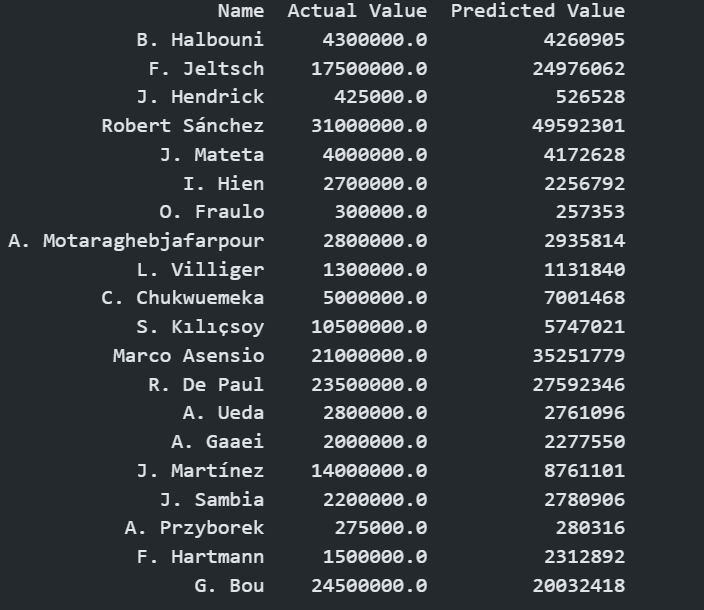 Name Actual Value Predicted Value
B. Halbouni 4300000.0 4260905
F. Jeltsch 17500000.0 24976062
J. Hendrick 425000.0 526528
Robert Sánchez 31000000.0 49592301
J. Mateta 4000000.0 4172628
I. Hien 2700000.0 2256792
O. Fraulo 300000.0 257353
A. Motaraghebjafarpour 2800000.0 2935814
L. Villiger 1300000.0 1131840
C. Chukwuemeka 5000000.0 7001468
S. Kılıçsoy 10500000.0 5747021
Marco Asensio 21000000.0 35251779
R. De Paul 23500000.0 27592346
A. Ueda 2800000.0 2761096
A. Gaaei 2000000.0 2277550
J. Martínez 14000000.0 8761101
J. Sambia 2200000.0 2780906
A. Przyborek 275000.0 280316
F. Hartmann 1500000.0 2312892
G. Bou 24500000.0 20032418